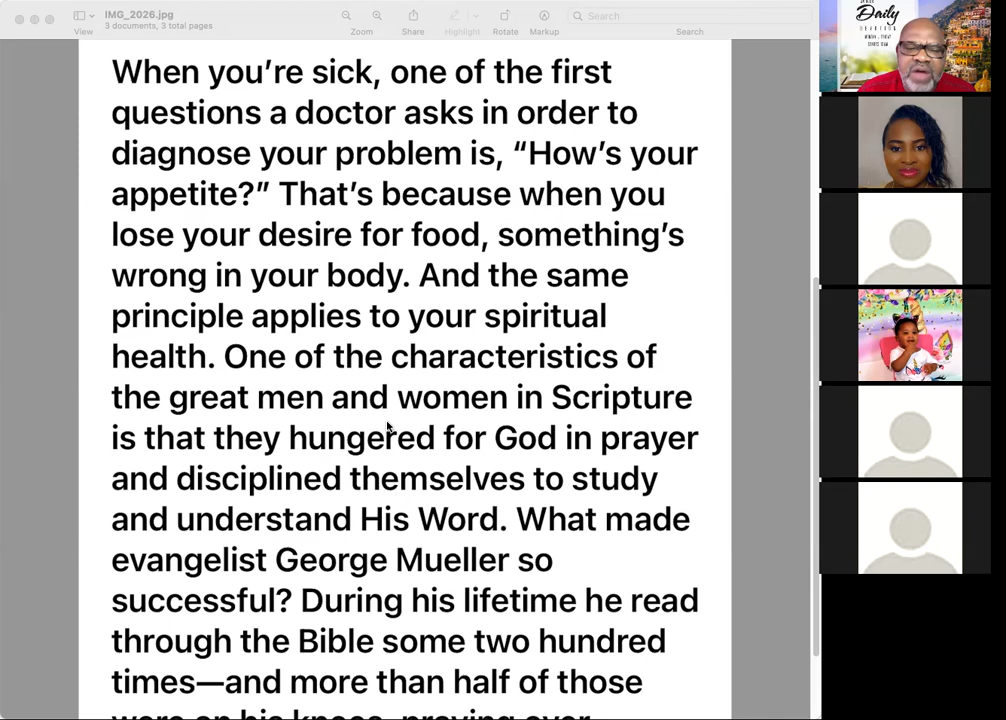 IMG_2026.jpg
3 documents, 3 total pages
View
Zoom
Share
Highlight
Rotate
Markup
Search
Search
Daily
When you're sick, one of the first
questions a doctor asks in order to
diagnose your problem is, “How's your
appetite?” That's because when you
lose your desire for food, something's
wrong in your body. And the same
principle applies to your spiritual
health. One of the characteristics of
the great men and women in Scripture
is that they hungered for God in prayer
and disciplined themselves to study
and understand His Word. What made
evangelist George Mueller so
successful? During his lifetime he read
through the Bible some two hundred
times—and more than half of those
were on his knees, praying over